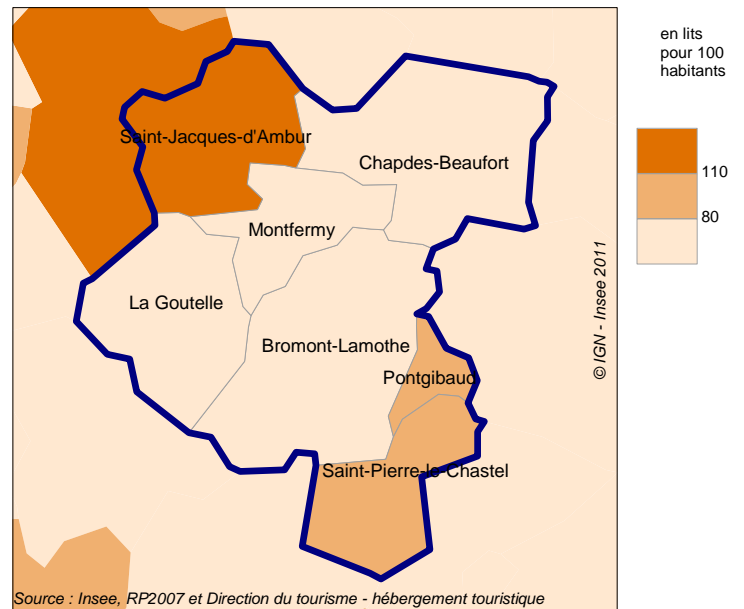 en lits
pour 100
habitants
110
80
Saint-Jacques-d'Ambur
Chapdes-Beaufort
Montfermy
La Goutelle
Bromont-Lamothe
Pontgibaud
Saint-Pierre-le-Chastel
© IGN - Insee 2011
Source : Insee, RP2007 et Direction du tourisme - hébergement touristique